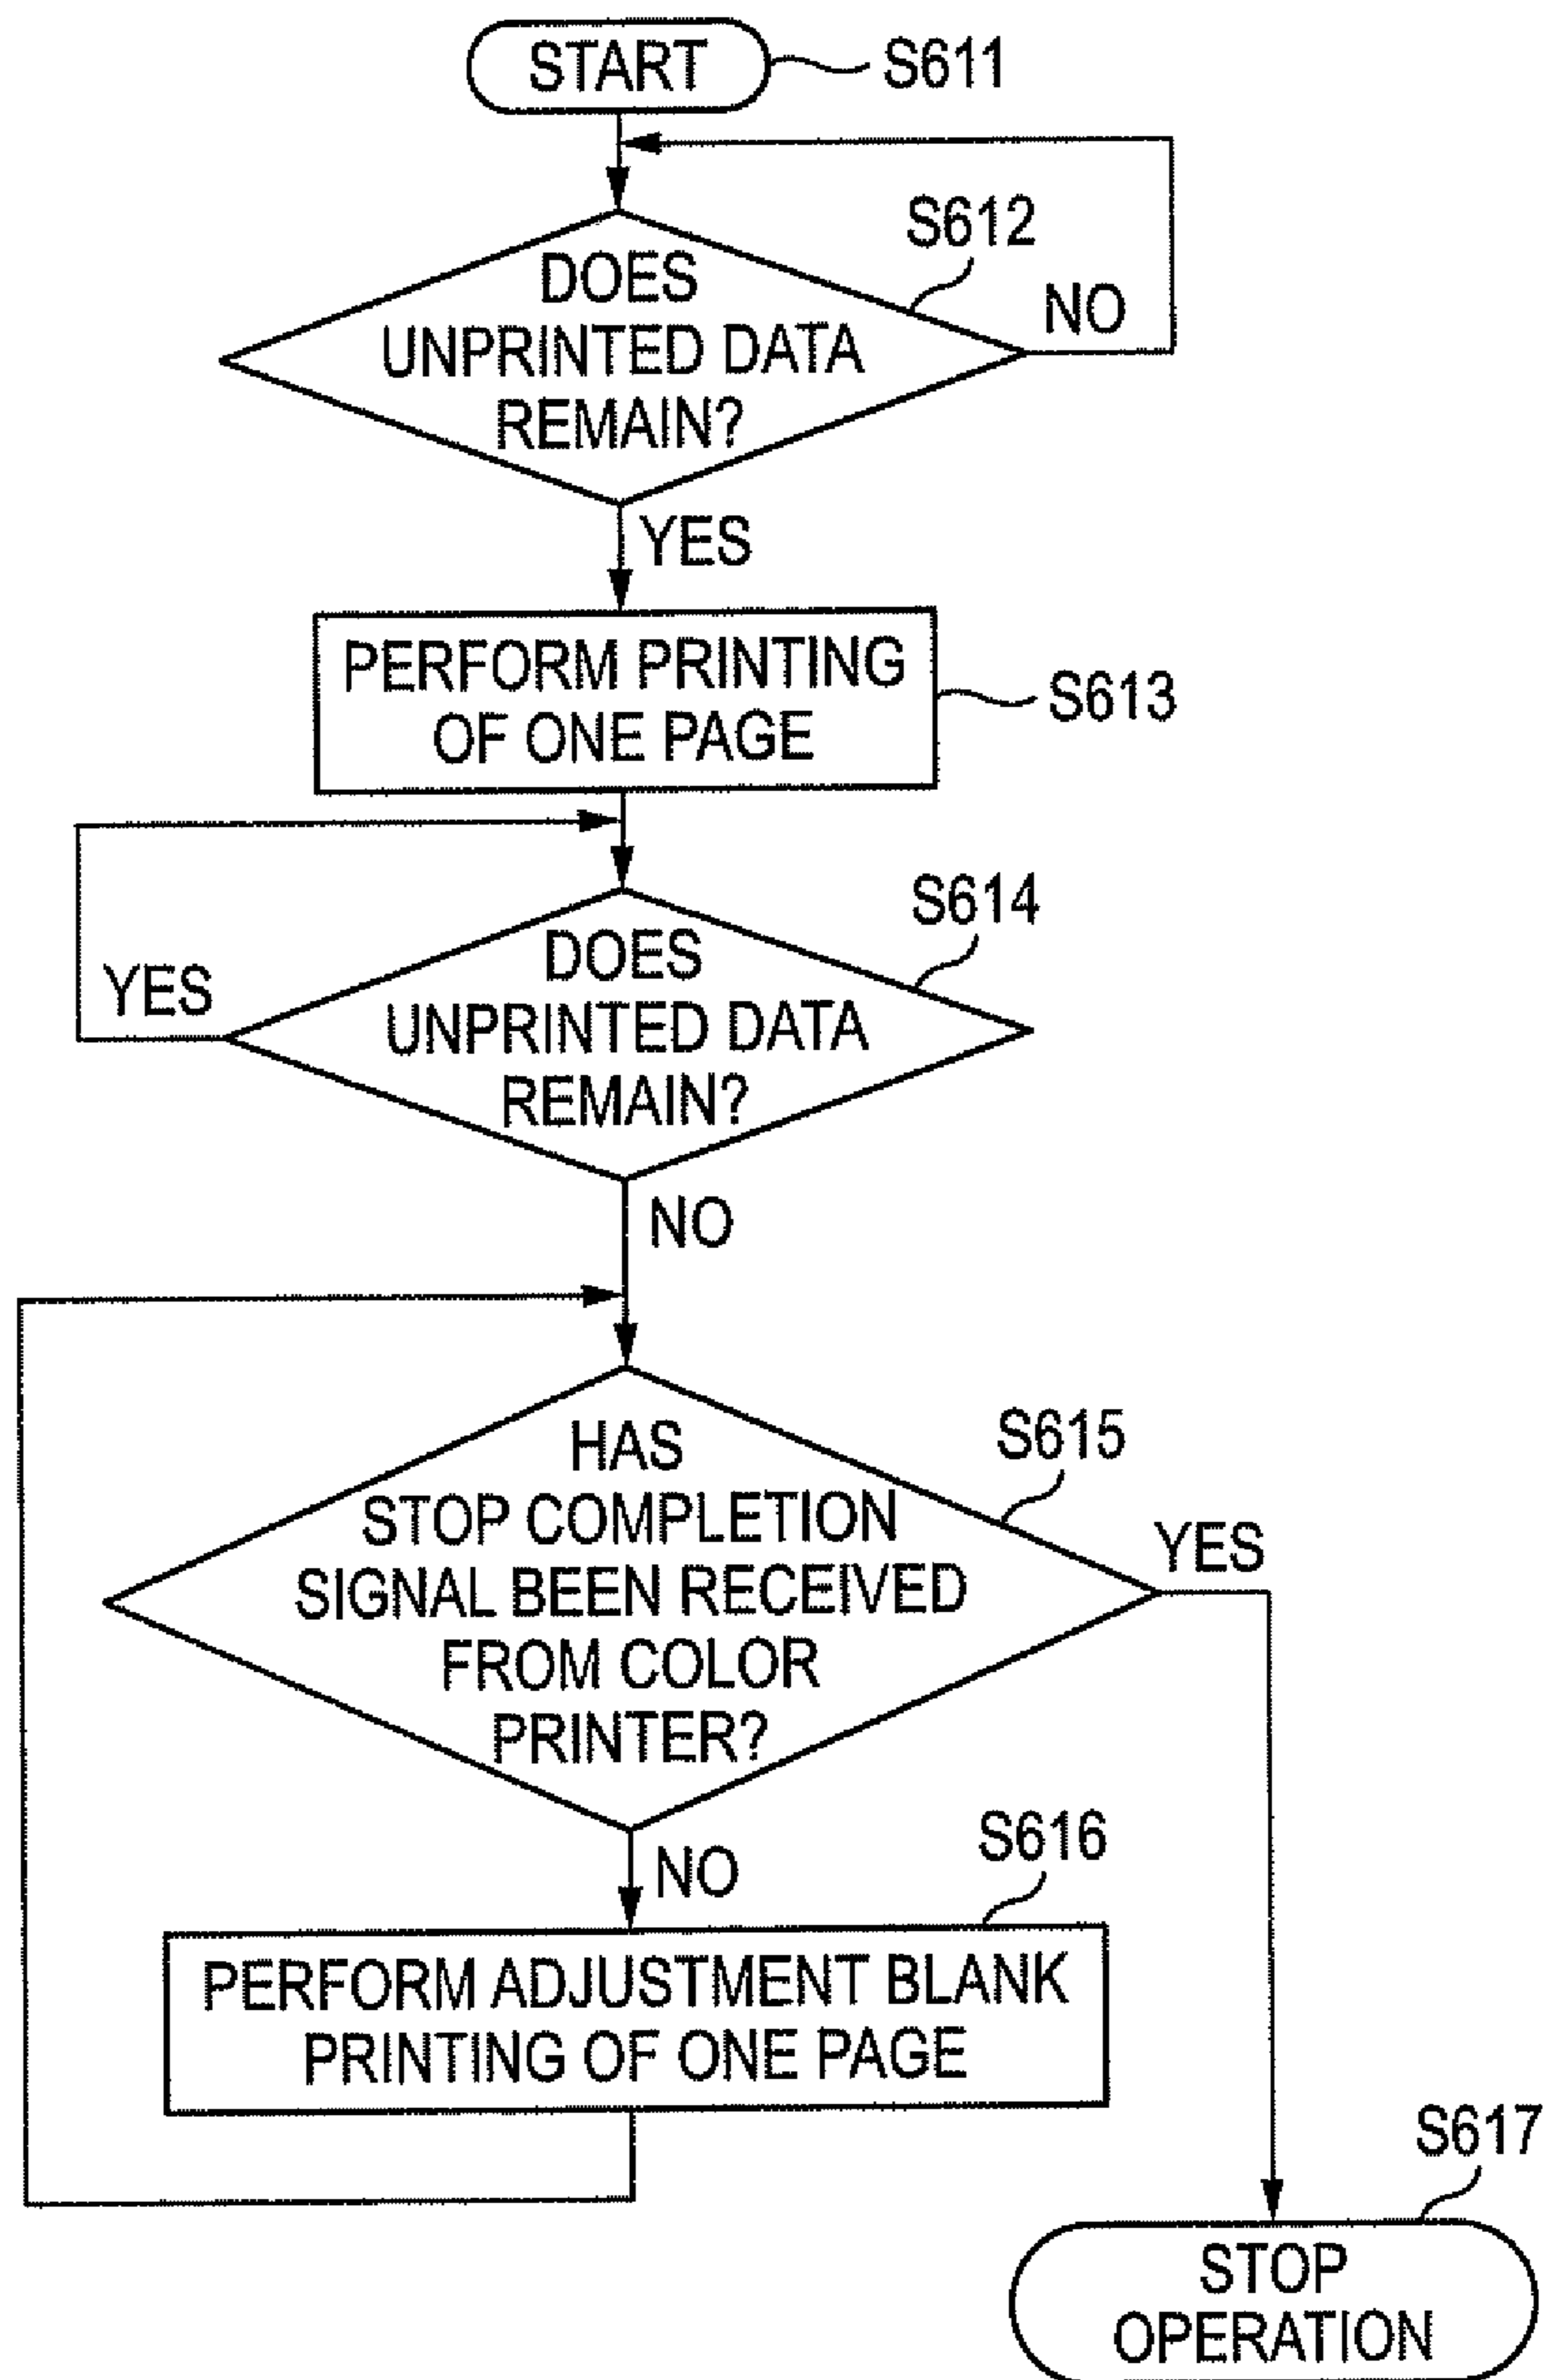 START
S611
S612
DOES
UNPRINTED DATA
REMAIN?
NO
YES
PERFORM PRINTING
OF ONE PAGE
S613
S614
DOES
UNPRINTED DATA
REMAIN?
YES
NO
S615
HAS
STOP COMPLETION
SIGNAL BEEN RECEIVED
FROM COLOR
PRINTER?
YES
NO
S616
PERFORM ADJUSTMENT BLANK
PRINTING OF ONE PAGE
S617
STOP
OPERATION